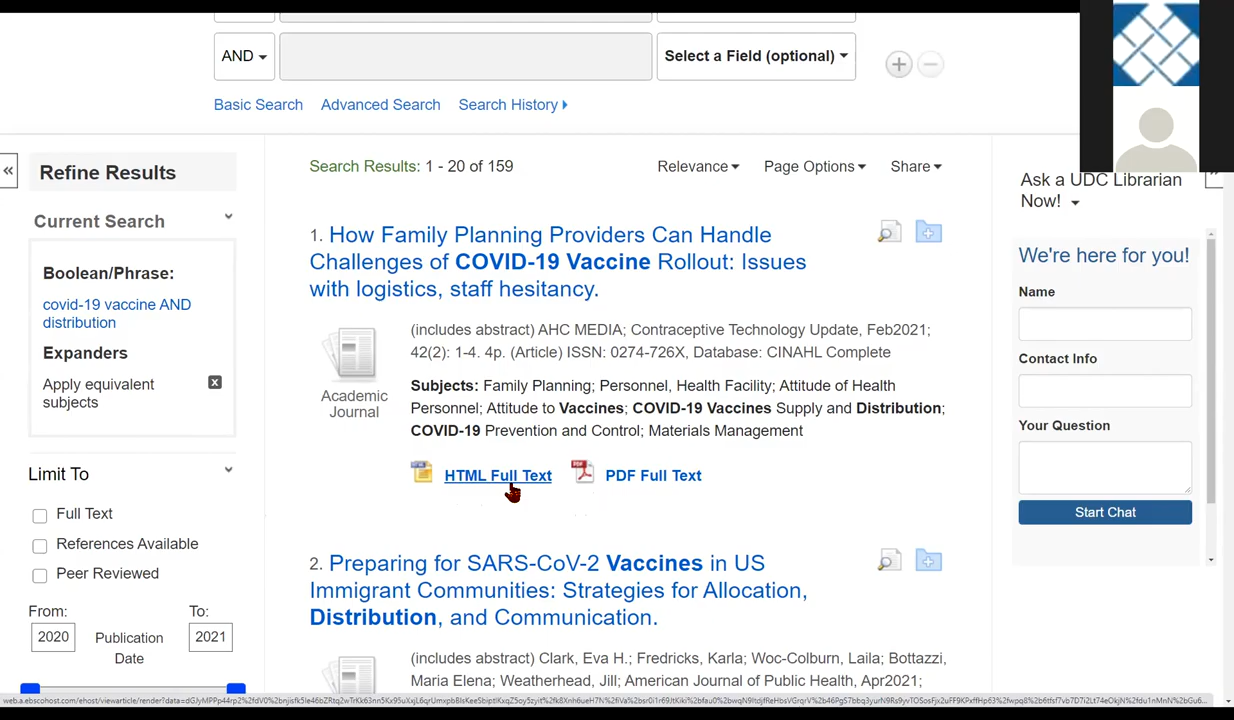 AND
Select a Field (optional)
Basic Search
Advanced Search
Search History
Refine Results
Current Search
Boolean/Phrase:
covid-19 vaccine AND
distribution
Expanders
Apply equivalent
subjects
Limit To
Full Text
References Available
Peer Reviewed
From:
To:
2020
Publication
Date
2021
Search Results: 1 - 20 of 159
Relevance
Page Options
Share
1. How Family Planning Providers Can Handle
Challenges of COVID-19 Vaccine Rollout: Issues
with logistics, staff hesitancy.
Academic
Journal
(includes abstract) AHC MEDIA; Contraceptive Technology Update, Feb2021;
42(2): 1-4. 4p. (Article) ISSN: 0274-726X, Database: CINAHL Complete
Subjects: Family Planning; Personnel, Health Facility; Attitude of Health
Personnel; Attitude to Vaccines; COVID-19 Vaccines Supply and Distribution;
COVID-19 Prevention and Control; Materials Management
HTML Full Text
PDF Full Text
2. Preparing for SARS-CoV-2 Vaccines in US
Immigrant Communities: Strategies for Allocation,
Distribution, and Communication.
(includes abstract) Clark, Eva H.; Fredricks, Karla; Woc-Colburn, Laila; Bottazzi,
Maria Elena; Weatherhead, Jill; American Journal of Public Health, Apr2021;
Ask a UDC Librarian
Now!
We're here for you!
Name
Contact Info
Your Question
Start Chat